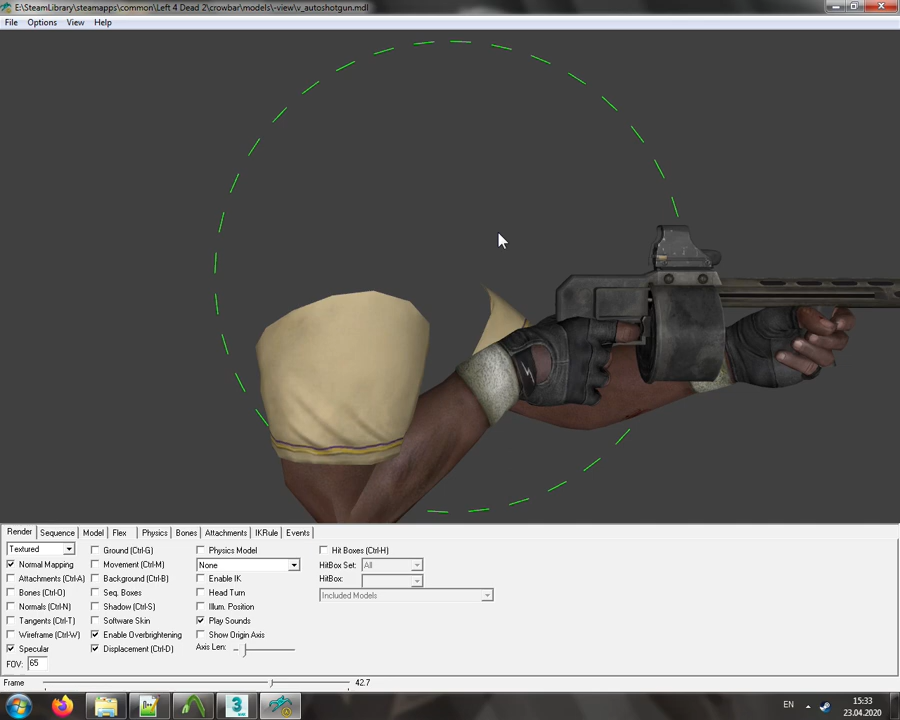 E:\SteamLibrary\steamapps\common\Left 4 Dead 2\crowbar\models\-view\v_autoshotgun.mdl
File Options View Help
Render Sequence Model Flex Physics Bones Attachments IKRule Events
Textured Ground (Ctrl-G) Physics Model Hit Boxes (Ctrl-H)
Normal Mapping Movement (Ctrl-M) None HitBox Set: All
Attachments (Ctrl-A) Background (Ctrl-B) Enable IK HitBox:
Bones (Ctrl-O) Seq. Boxes Head Turn Included Models
Normals (Ctrl-N) Shadow (Ctrl-S) Illum. Position
Tangents (Ctrl-T) Software Skin Play Sounds
Wireframe (Ctrl-W) Enable Overbrightening Show Origin Axis
Specular Displacement (Ctrl-D) Axis Len:
FOV: 65
Frame 42.7
EN 15:33
23.04.2020